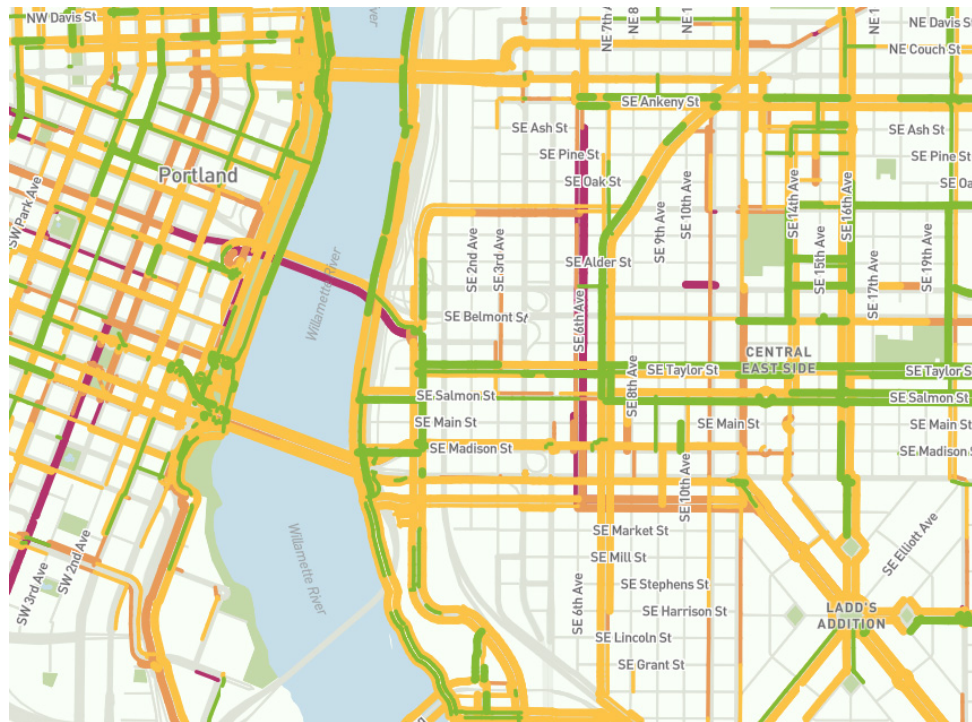 NW Davis St
River
NE 7th A
NE 8
NE 1
NE 1
NE Davis St
NE Couch St
SE Ankeny St
SE Ash St
SE Ash St
SE Pine St
SE Pine St
Portland
SE Oak St
SE Oa
SW Park Ave
SE 9th Ave
SE 10th Ave
SE 14th Ave
SE 16th Ave
SE 2nd Ave
SE 3rd Ave
SE Alder St
SE 15th Ave
SE 17th Ave
SE 19th Ave
Willamette River
SE Belmont St
SE 6th Ave
CENTRAL
EAST SIDE
SE Taylor St
SE Taylor S
SE 8th Ave
SE Salmon St
SE Salmon St
SE Main St
SE Main St
SE Main St
SE Madison St
SE Madison
SE 10th Ave
Willamette River
SE Market St
SE Elliott Ave
SW 3rd Ave
SW 2nd Ave
SE Mill St
SE 6th Ave
SE Stephens St
SE Harrison St
LADD'S
ADDITION
SE Lincoln St
SE Grant St